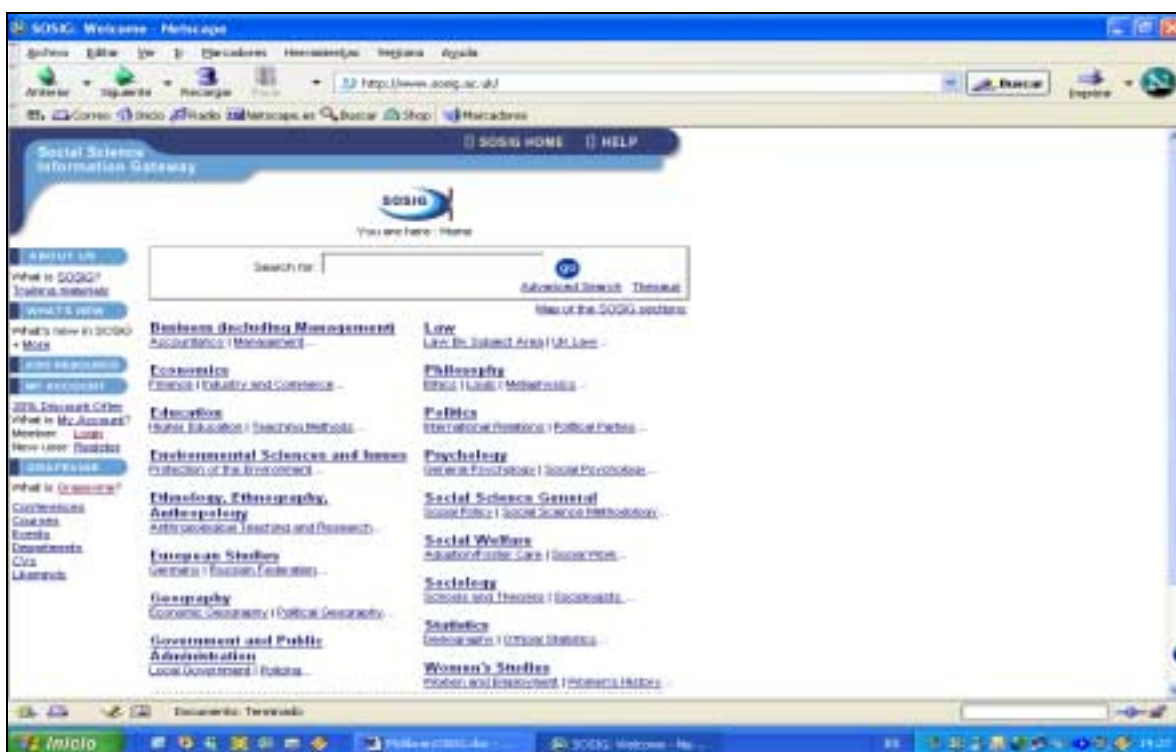 SOSIG: Welcome - Netscape
Archivo Editar Ver Ir Marcadores Herramientas Ventana Ayuda
Anterior Siguiente Recargar http://www.sosig.ac.uk/ Buscar Imprimir
Correo Inicio Radio Netscape.es Buscar Shop Marcadores
Social Science
Information Gateway
SOSIG HOME HELP
SOSIG
You are here : Home
Search for:
go
Advanced Search Thesauri
Map of the SOSIG sections
ABOUT US
What is SOSIG?
Training materials
WHAT'S NEW
What's new in SOSIG
+ More
ADD RESOURCE
MY ACCOUNT
Discount Offer
What is My Account?
Member: Login
New user: Register
GRAPEVINE
What is Grapevine?
Conferences
Courses
Events
Departments
CVs
Likeminds
Business (including Management)
Accountancy | Management...
Economics
Finance | Industry and Commerce...
Education
Higher Education | Teaching Methods...
Environmental Sciences and Issues
Protection of the Environment...
Ethnology, Ethnography,
Anthropology
Anthropological Teaching and Research...
European Studies
Germany | Russian Federation...
Geography
Economic Geography | Political Geography...
Government and Public
Administration
Local Government | Policing...
Law
Law By Subject Area | UK Law...
Philosophy
Ethics | Logic | Metaphysics...
Politics
International Relations | Political Parties...
Psychology
General Psychology | Social Psychology...
Social Science General
Social Policy | Social Science Methodology...
Social Welfare
Adoption/Foster Care | Social Work...
Sociology
Schools and Theories | Sociologists...
Statistics
Demography | Official Statistics...
Women's Studies
Women and Employment | Women's History...
Documento: Terminado
Inicio
SOSIG: Welcome - Ne...
ES